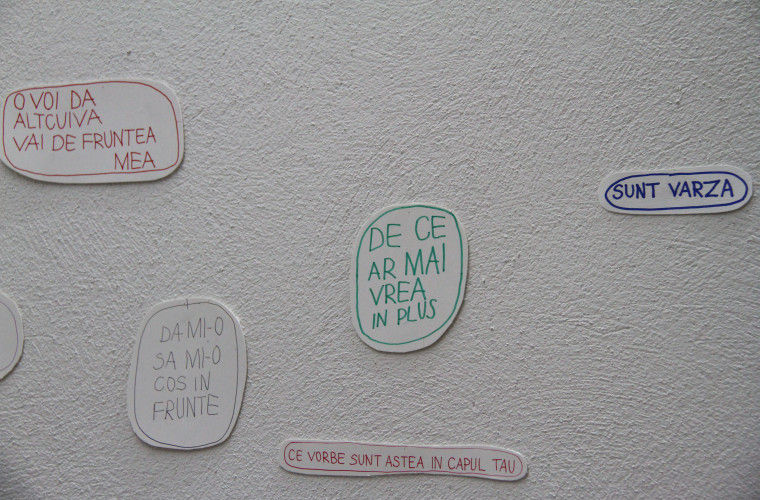 O VOI DA
ALTCUIVA
VAI DE FRUNTEA
MEA
SUNT VARZA
DE CE
AR MAI
VREA
IN PLUS
DA MI-O
SA MI-O
COS IN
FRUNTE
CE VORBE SUNT ASTEA IN CAPUL TAU